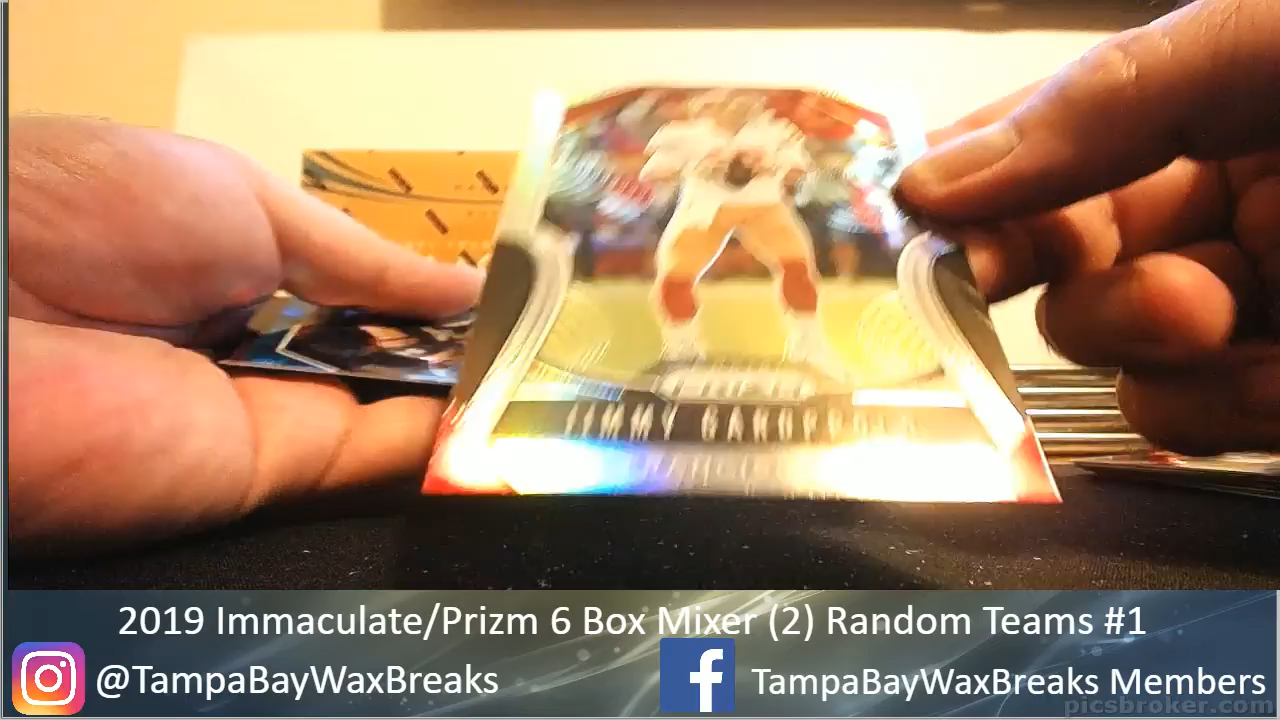 JIMMY GAROPPOLO
2019 Immaculate/Prizm 6 Box Mixer (2) Random Teams #1
@TampaBayWaxBreaks
TampaBayWaxBreaks Members
picsbroker.com